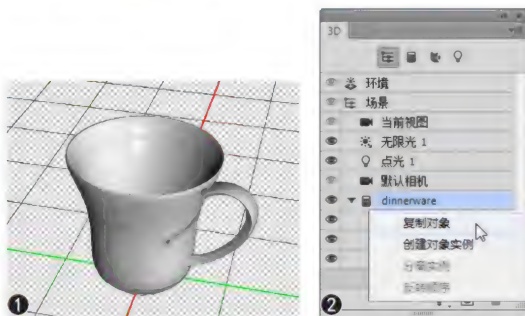 3D
环境
场景
当前视图
无限光 1
点光 1
默认相机
dinnerware
复制对象
创建对象实例
分离实例
反转顺序
1
2